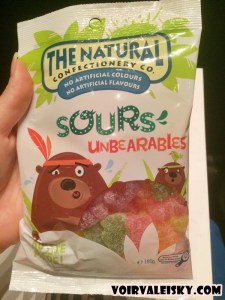 THE NATURAL
CONFECTIONERY CO.
NO ARTIFICIAL COLOURS
NO ARTIFICIAL FLAVOURS
SOURS
UNBEARABLES
VOIRVALEISKY.COM